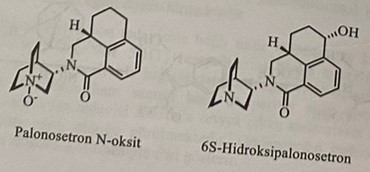 H
N
N+
O-
O
Palonosetron N-oksit
OH
H
N
N
O
6S-Hidroksipalonosetron